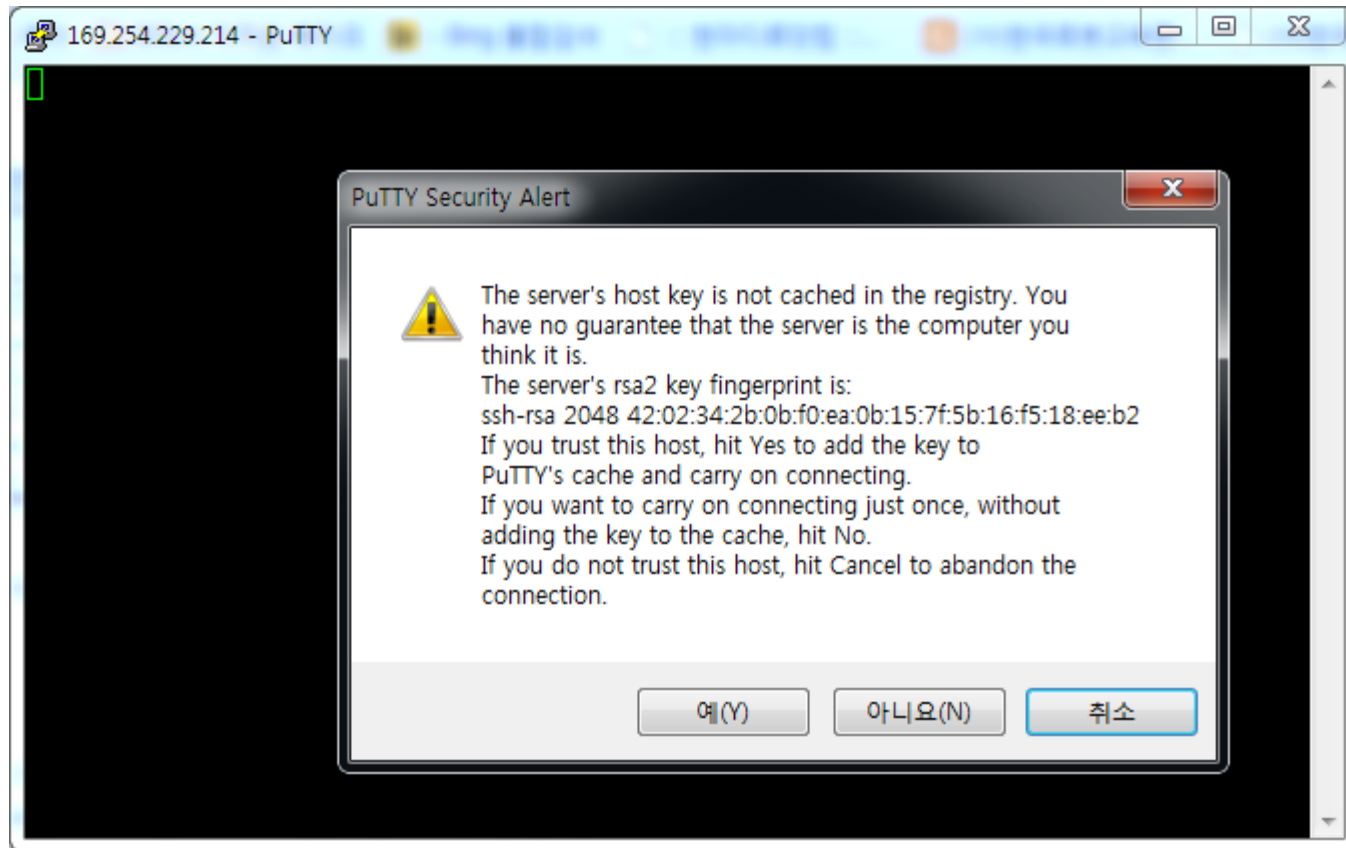 169.254.229.214 - PuTTY
PuTTY Security Alert
The server's host key is not cached in the registry. You
have no guarantee that the server is the computer you
think it is.
The server's rsa2 key fingerprint is:
ssh-rsa 2048 42:02:34:2b:0b:f0:ea:0b:15:7f:5b:16:f5:18:ee:b2
If you trust this host, hit Yes to add the key to
PuTTY's cache and carry on connecting.
If you want to carry on connecting just once, without
adding the key to the cache, hit No.
If you do not trust this host, hit Cancel to abandon the
connection.
예(Y) 아니요(N) 취소